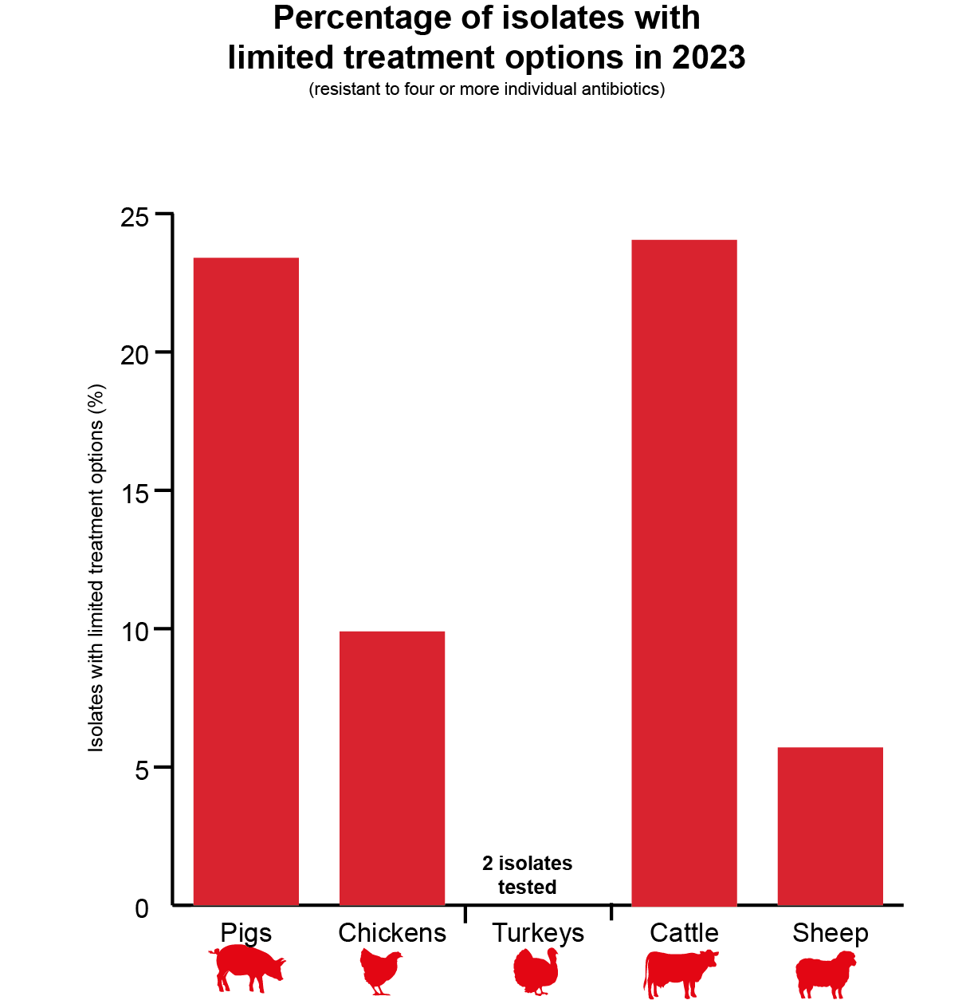 Percentage of isolates with
limited treatment options in 2023
(resistant to four or more individual antibiotics)
Isolates with limited treatment options (%)
25
20
15
10
5
0
2 isolates
tested
Pigs
Chickens
Turkeys
Cattle
Sheep